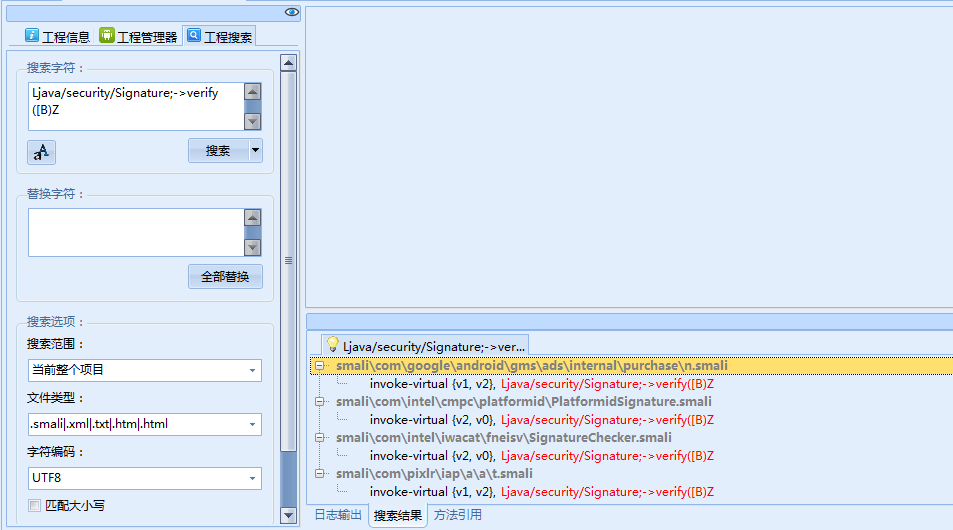 工程信息 工程管理器 工程搜索
搜索字符：
Ljava/security/Signature;->verify
([B)Z
aA
搜索
替换字符：
全部替换
搜索选项：
搜索范围：
当前整个项目
文件类型：
.smali|.xml|.txt|.htm|.html
字符编码：
UTF8
匹配大小写
Ljava/security/Signature;->ver...
smali\com\google\android\gms\ads\internal\purchase\n.smali
invoke-virtual {v1, v2}, Ljava/security/Signature;->verify([B)Z
smali\com\intel\cmpc\platformid\PlatformidSignature.smali
invoke-virtual {v2, v0}, Ljava/security/Signature;->verify([B)Z
smali\com\intel\iwacat\fneisv\SignatureChecker.smali
invoke-virtual {v2, v0}, Ljava/security/Signature;->verify([B)Z
smali\com\pixlr\iap\a\a\t.smali
invoke-virtual {v1, v2}, Ljava/security/Signature;->verify([B)Z
日志输出 搜索结果 方法引用